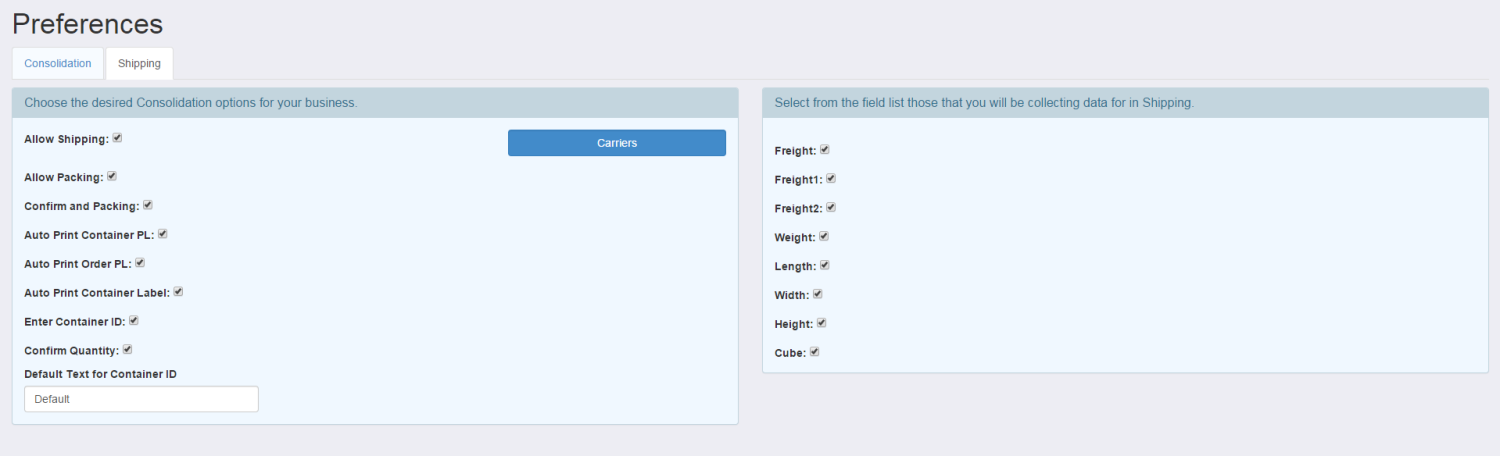 Preferences
Consolidation
Shipping
Choose the desired Consolidation options for your business.
Allow Shipping:
Carriers
Allow Packing:
Confirm and Packing:
Auto Print Container PL:
Auto Print Order PL:
Auto Print Container Label:
Enter Container ID:
Confirm Quantity:
Default Text for Container ID
Default
Select from the field list those that you will be collecting data for in Shipping.
Freight:
Freight1:
Freight2:
Weight:
Length:
Width:
Height:
Cube: